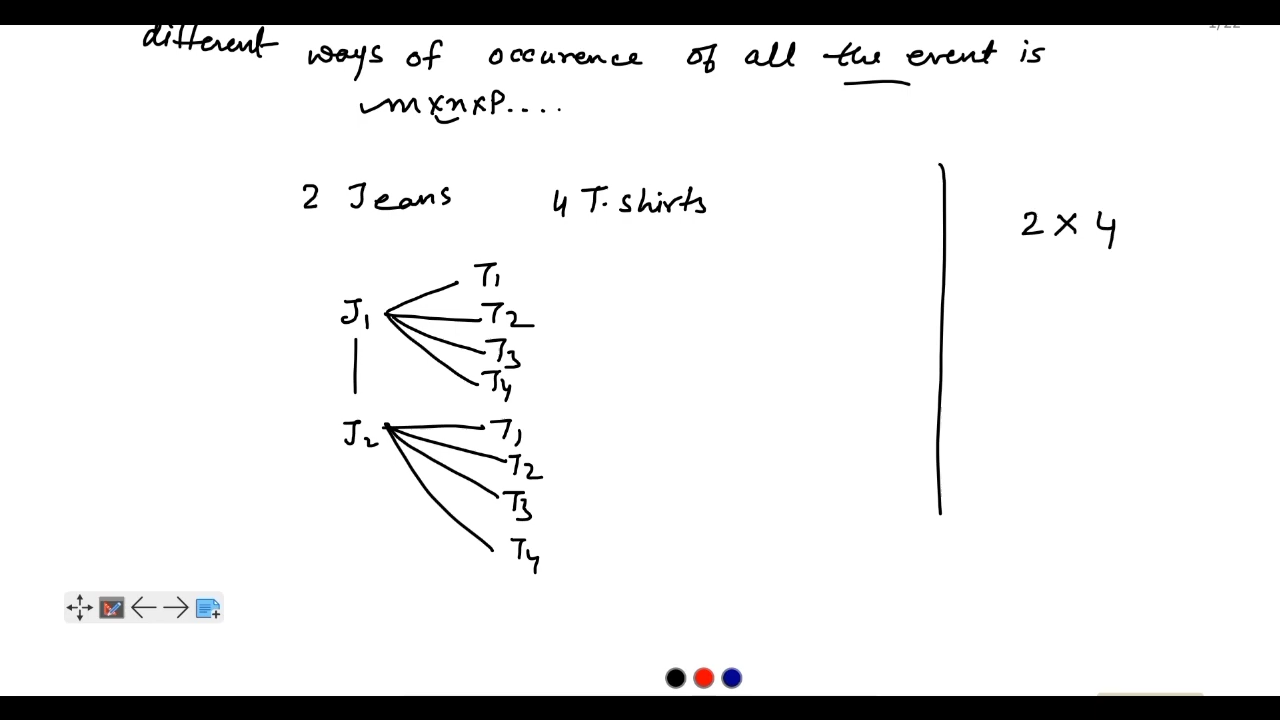 different ways of occurence of all the event is
m x n x P....
2 Jeans 4 T. shirts
2 x 4
J1
T1
T2
T3
T4
J2
T1
T2
T3
T4